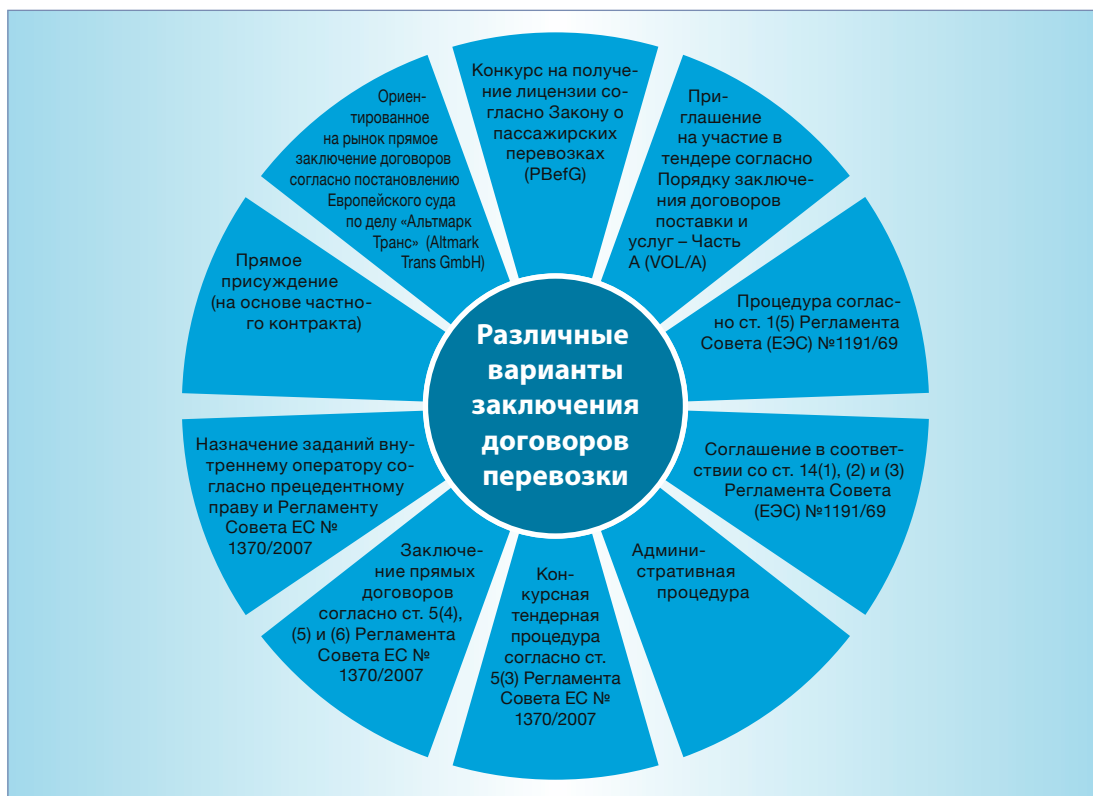 Конкурс на получе-
ние лицензии со-
гласно Закону о
пассажирских
перевозках
(PBefG)
При-
глашение
на участие в
тендере согласно
Порядку заключе-
ния договоров
поставки и
услуг – Часть
А (VOL/A)
Процедура соглас-
но ст. 1(5) Регламента
Совета (ЕЭС) №1191/69
Соглашение в соответ-
ствии со ст. 14(1), (2) и (3)
Регламента Совета
(ЕЭС) №1191/69
Админи-
стративная
процедура
Кон-
курсная
тендерная
процедура
согласно ст.
5(3) Регламента
Совета ЕС №
1370/2007
Заключе-
ние прямых
договоров
согласно ст. 5(4),
(5) и (6) Регламента
Совета ЕС №
1370/2007
Назначение заданий вну-
треннему оператору со-
гласно прецедентному
праву и Регламенту
Совета ЕС №
1370/2007
Прямое
присуждение
(на основе частно-
го контракта)
Ориен-
тированное
на рынок прямое
заключение договоров
согласно постановлению
Европейского суда
по делу «Альтмарк
Транс» (Altmark
Trans GmbH)
Различные
варианты
заключения
договоров
перевозки